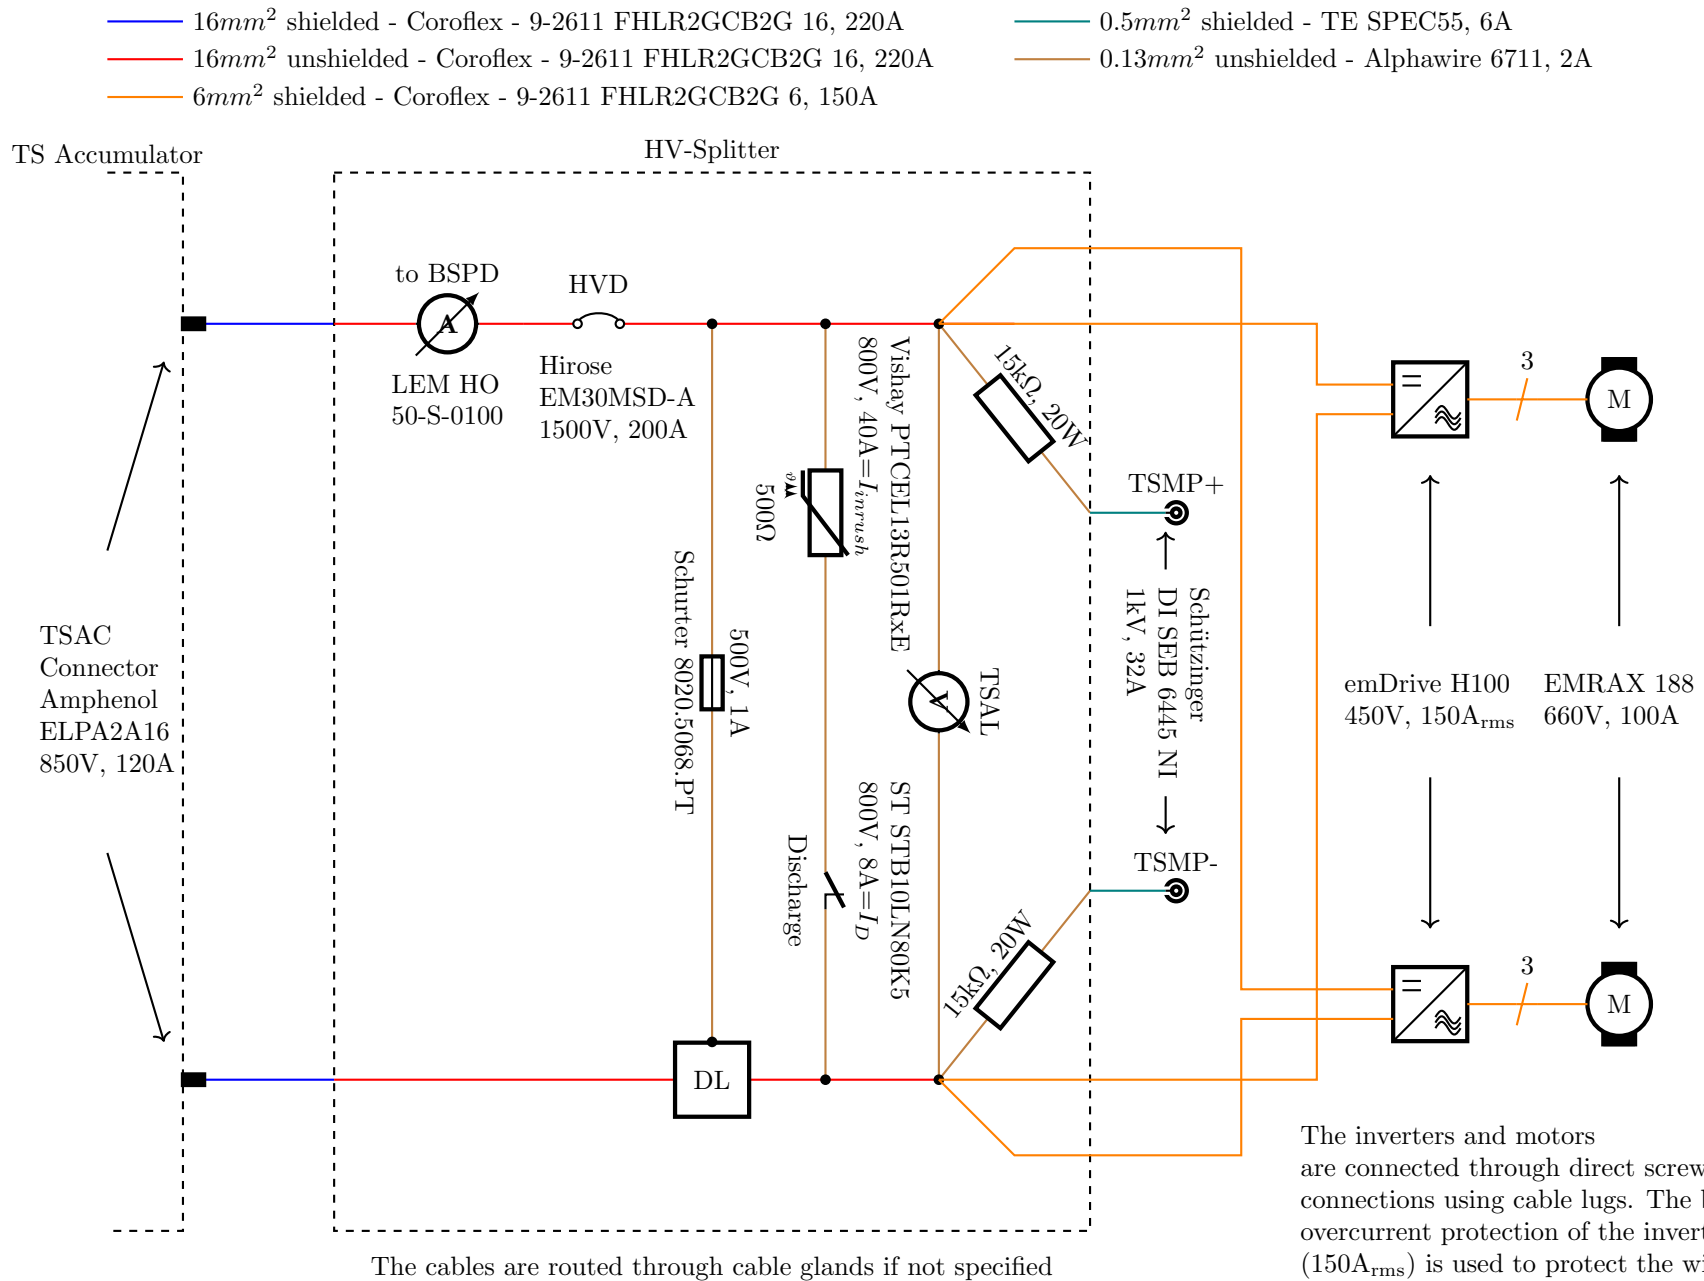 16mm² shielded - Coroflex - 9-2611 FHLR2GCB2G 16, 220A
16mm² unshielded - Coroflex - 9-2611 FHLR2GCB2G 16, 220A
6mm² shielded - Coroflex - 9-2611 FHLR2GCB2G 6, 150A
0.5mm² shielded - TE SPEC55, 6A
0.13mm² unshielded - Alphawire 6711, 2A
TS Accumulator
HV-Splitter
to BSPD
A
LEM HO
50-S-0100
HVD
Hirose
EM30MSD-A
1500V, 200A
TSAC
Connector
Amphenol
ELPA2A16
850V, 120A
500V, 1A
Schurter 8020.5068.PT
DL
ϑ
500Ω
Vishay PTCEL13R501RxE
800V, 40A=I_inrush
Discharge
ST STB10LN80K5
800V, 8A=I_D
TSAL
V
15kΩ, 20W
15kΩ, 20W
TSMP+
Schützinger
DI SEB 6445 NI
1kV, 32A
TSMP-
3
M
emDrive H100
450V, 150A_rms
EMRAX 188
660V, 100A
3
M
The inverters and motors
are connected through direct screw
connections using cable lugs. The
overcurrent protection of the
(150A_rms) is used to protect the
The cables are routed through cable glands if not specified